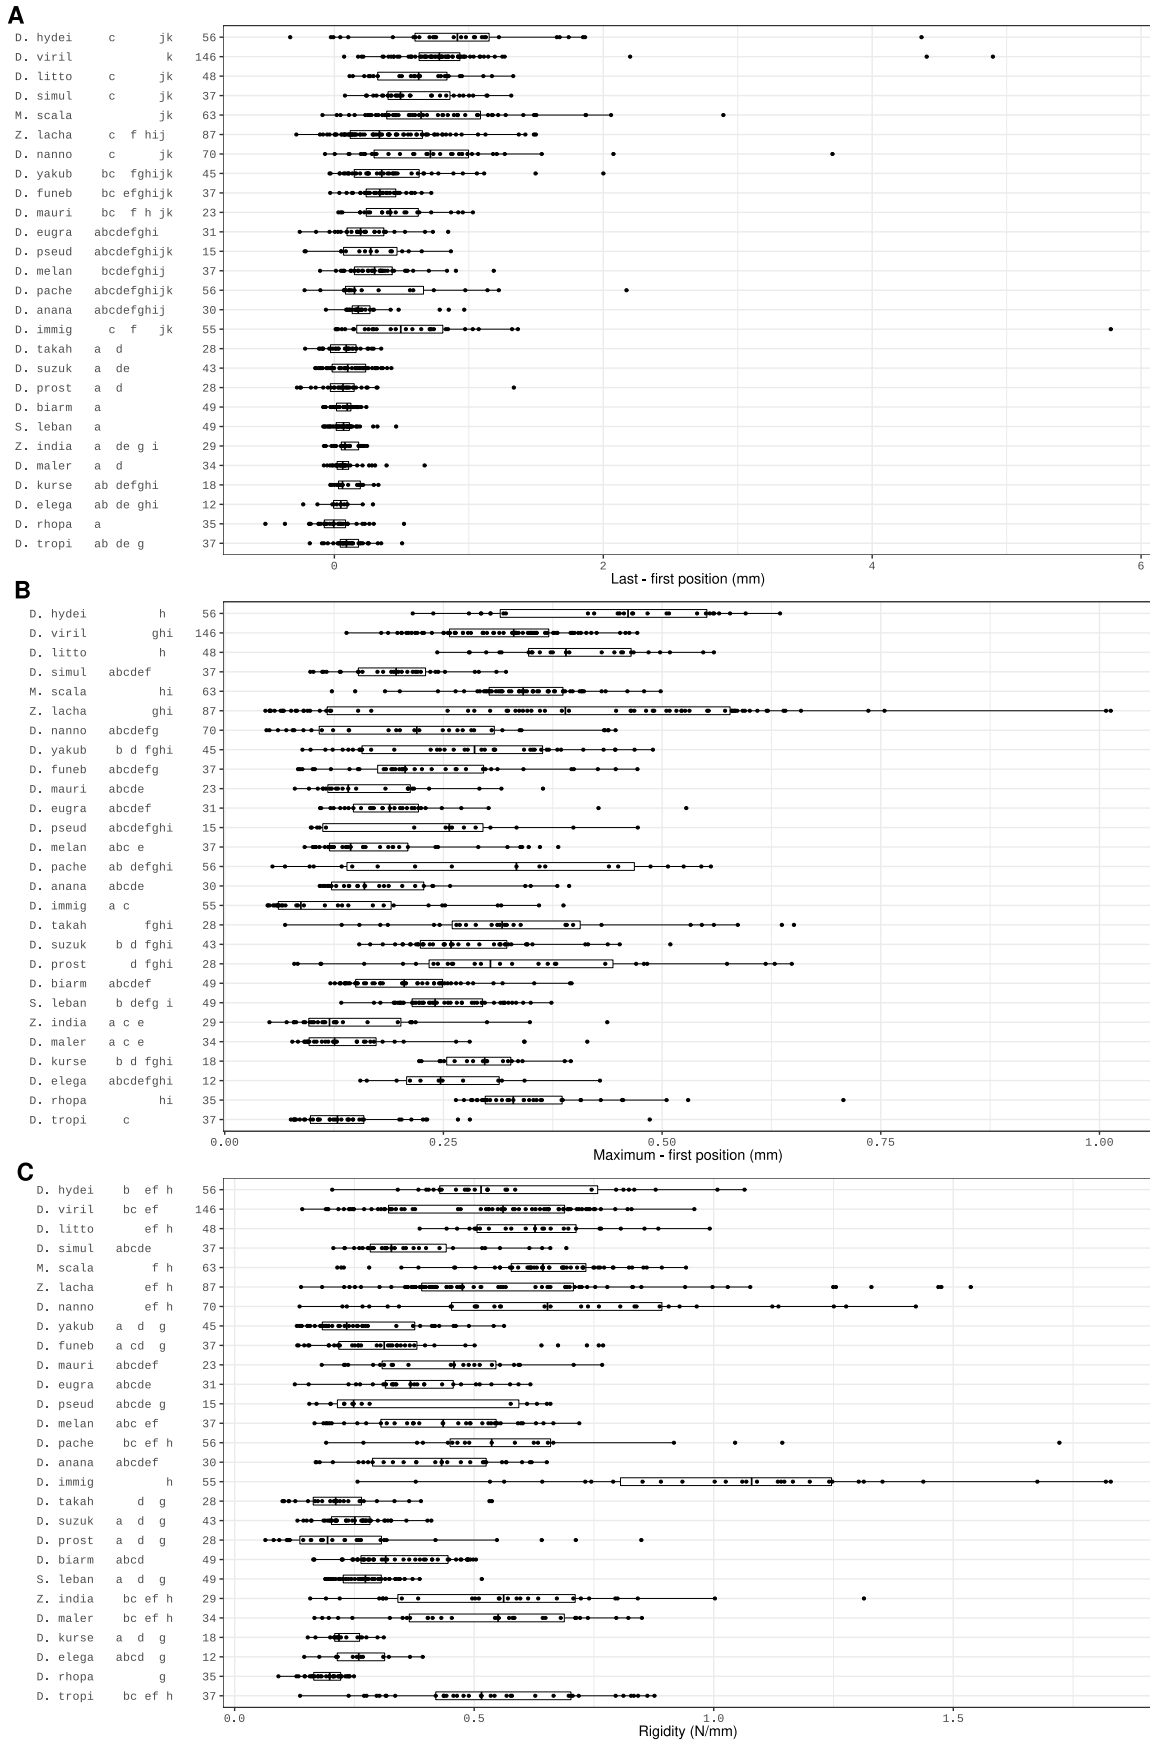 A
D. hydei c jk 56
D. viril k 146
D. litto c jk 48
D. simul c jk 37
M. scala jk 63
Z. lacha c f hij 87
D. nanno c jk 70
D. yakub bc fghijk 45
D. funeb bc efghijk 37
D. mauri bc f h jk 23
D. eugra abcdefghi 31
D. pseud abcdefghijk 15
D. melan bcdefghij 37
D. pache abcdefghijk 56
D. anana abcdefghij 30
D. immig c f jk 55
D. takah a d 28
D. suzuk a de 43
D. prost a d 28
D. biarm a 49
S. leban a 49
Z. india a de g i 29
D. maler a d 34
D. kurse ab defghi 18
D. elega ab de ghi 12
D. rhopa a 35
D. tropi ab de g 37
0 2 4 6
Last - first position (mm)
B
D. hydei h 56
D. viril ghi 146
D. litto h 48
D. simul abcdef 37
M. scala hi 63
Z. lacha ghi 87
D. nanno abcdefg 70
D. yakub b d fghi 45
D. funeb abcdefg 37
D. mauri abcde 23
D. eugra abcdef 31
D. pseud abcdefghi 15
D. melan abc e 37
D. pache ab defghi 56
D. anana abcde 30
D. immig a c 55
D. takah fghi 28
D. suzuk b d fghi 43
D. prost d fghi 28
D. biarm abcdef 49
S. leban b defg i 49
Z. india a c e 29
D. maler a c e 34
D. kurse b d fghi 18
D. elega abcdefghi 12
D. rhopa hi 35
D. tropi c 37
0.00 0.25 0.50 0.75 1.00
Maximum - first position (mm)
C
D. hydei b ef h 56
D. viril bc ef 146
D. litto ef h 48
D. simul abcde 37
M. scala f h 63
Z. lacha ef h 87
D. nanno ef h 70
D. yakub a d g 45
D. funeb a cd g 37
D. mauri abcdef 23
D. eugra abcde 31
D. pseud abcde g 15
D. melan abc ef 37
D. pache bc ef h 56
D. anana abcdef 30
D. immig h 55
D. takah d g 28
D. suzuk a d g 43
D. prost a d g 28
D. biarm abcd 49
S. leban a d g 49
Z. india bc ef h 29
D. maler bc ef h 34
D. kurse a d g 18
D. elega abcd g 12
D. rhopa g 35
D. tropi bc ef h 37
0.0 0.5 1.0 1.5
Rigidity (N/mm)